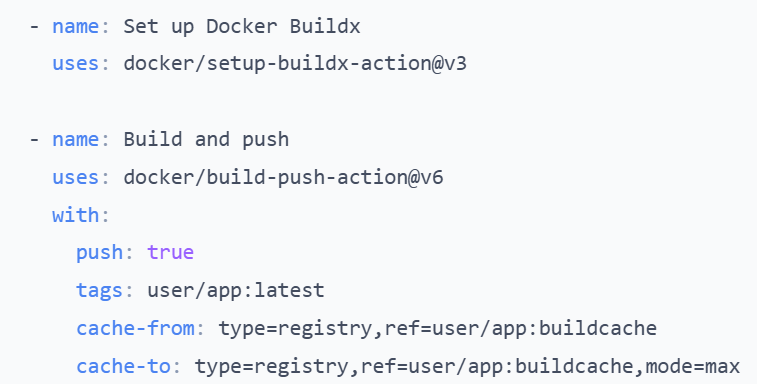 - name: Set up Docker Buildx
  uses: docker/setup-buildx-action@v3

- name: Build and push
  uses: docker/build-push-action@v6
  with:
    push: true
    tags: user/app:latest
    cache-from: type=registry,ref=user/app:buildcache
    cache-to: type=registry,ref=user/app:buildcache,mode=max